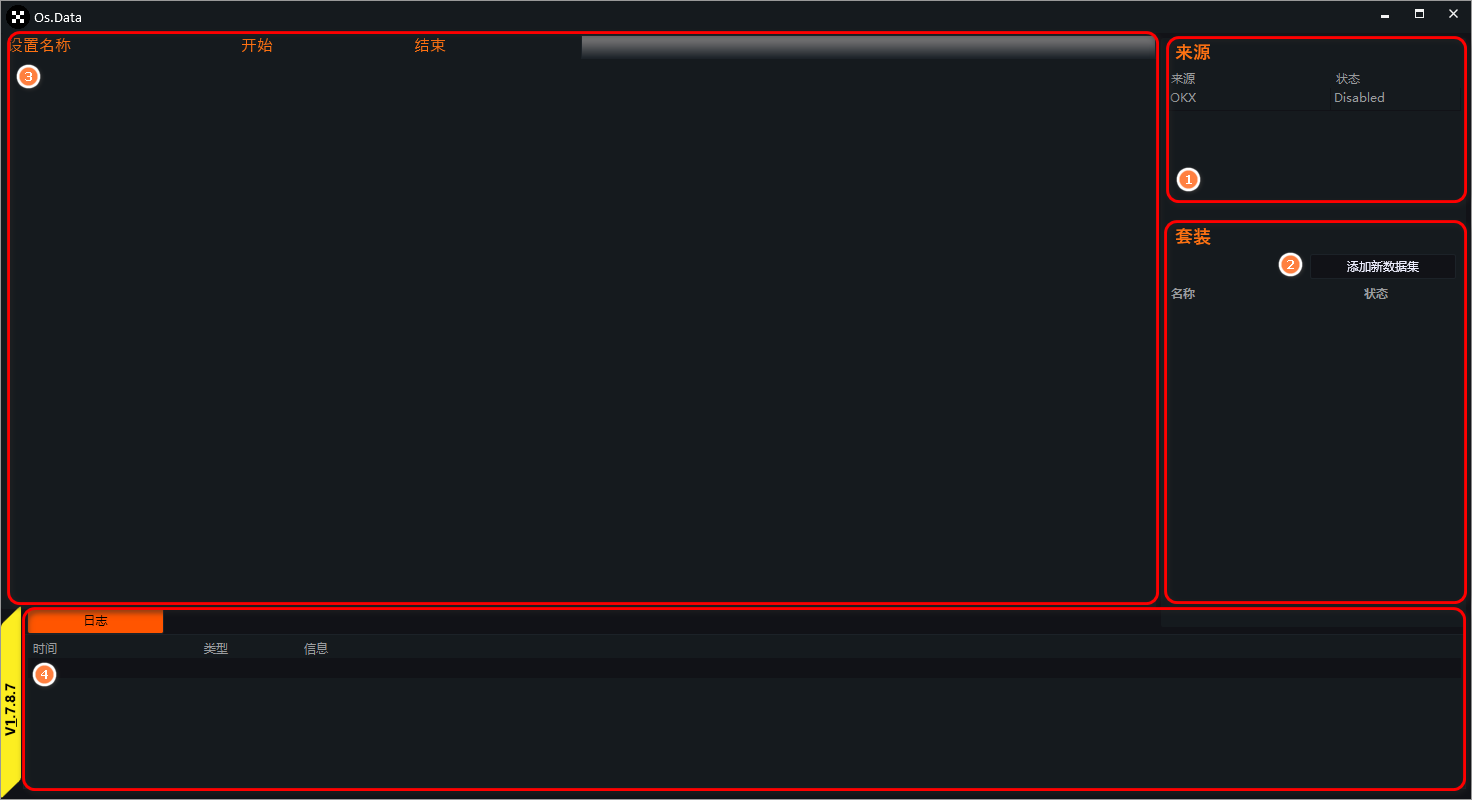 Os.Data
设置名称 开始 结束
3
来源
来源 状态
OKX Disabled
1
套装
2 添加新数据集
名称 状态
日志
时间 类型 信息
4
V1.7.8.7